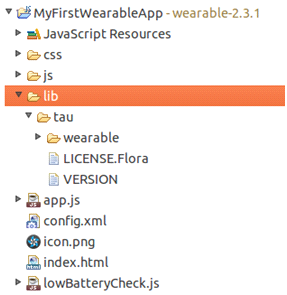 MyFirstWearableApp - wearable-2.3.1
JavaScript Resources
css
js
lib
tau
wearable
LICENSE.Flora
VERSION
app.js
config.xml
icon.png
index.html
lowBatteryCheck.js